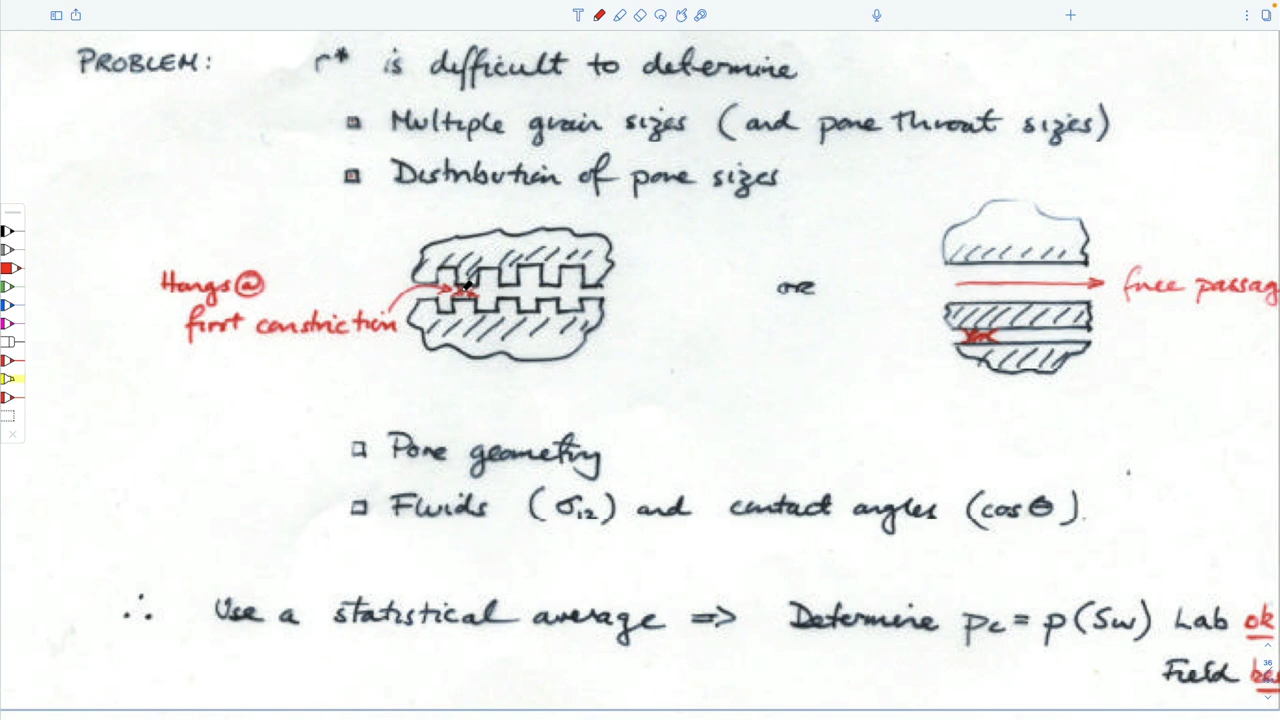 PROBLEM: r* is difficult to determine
Multiple grain sizes (and pore throat sizes)
Distribution of pore sizes
Hangs @
first constriction
or
free passag
Pore geometry
Fluids (σ12) and contact angles (cos θ).
∴ Use a statistical average ⇒ Determine pc = p(Sw) Lab ok
Field bes
36